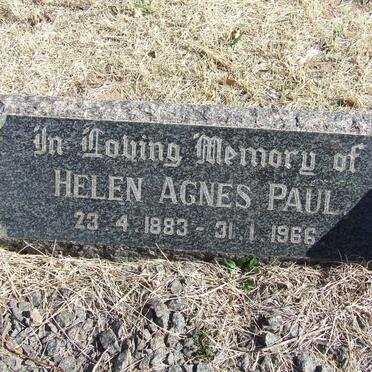 In Loving Memory of
HELEN AGNES PAUL
23·4·1883 - 31·1·1966